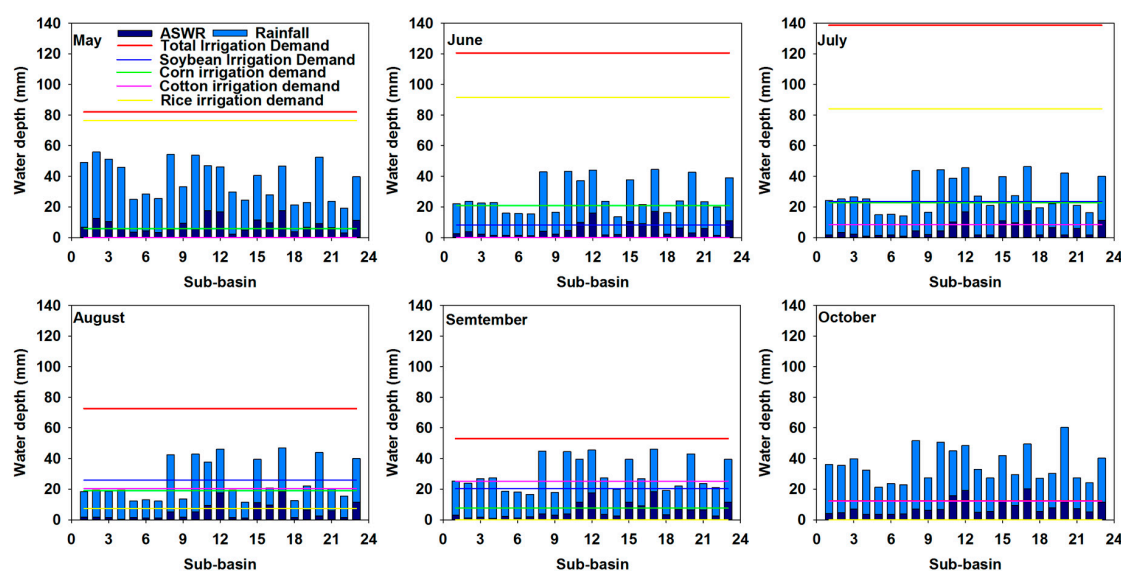 140
120
100
80
60
40
20
0
Water depth (mm)
May
ASWR Rainfall
Total Irrigation Demand
Soybean Irrigation Demand
Corn irrigation demand
Cotton irrigation demand
Rice irrigation demand
0 3 6 9 12 15 18 21 24
Sub-basin
140
120
100
80
60
40
20
0
Water depth (mm)
June
0 3 6 9 12 15 18 21 24
Sub-basin
140
120
100
80
60
40
20
0
Water depth (mm)
July
0 3 6 9 12 15 18 21 24
Sub-basin
140
120
100
80
60
40
20
0
Water depth (mm)
August
0 3 6 9 12 15 18 21 24
Sub-basin
140
120
100
80
60
40
20
0
Water depth (mm)
Semtember
0 3 6 9 12 15 18 21 24
Sub-basin
140
120
100
80
60
40
20
0
Water depth (mm)
October
0 3 6 9 12 15 18 21 24
Sub-basin